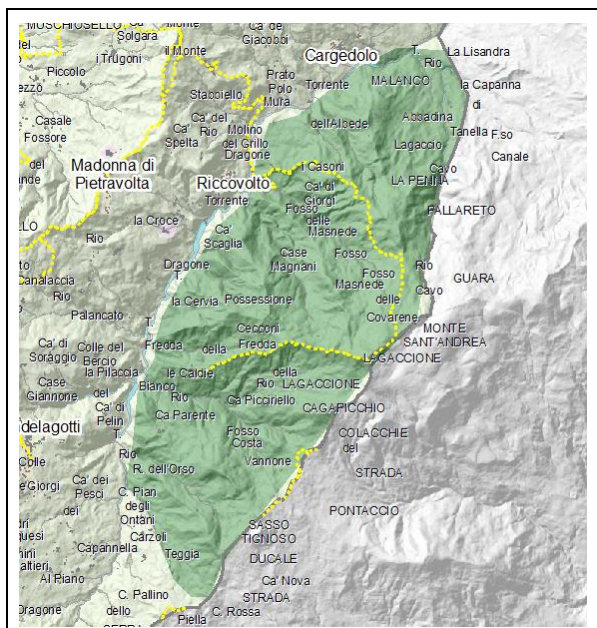 MUSCHIOSELLO
Ca'
Solgara
Monte
Ca' de'
Giacobbi
del
i Trugoni
il Monte
Cargedolo
T.
La Lisandra
Rio
Piccolo
Prato
Polo
Mura
Torrente
MALANCO
la Capanna
di
Stabbiello
Casale
Fossore
Ca'
Spelta
Ca' del
Rio
Molino
del Grillo
Dragone
dell'Albede
Abbadina
Tanella
F.so
Canale
Lagaccio
Cavo
del
Madonna di
Pietravolta
Riccovolto
Torrente
i Casoni
Ca' di
Giorgi
LA PENNA
Fosso
delle
Masnede
PALLARETO
la Croce
Rio
Ca'
Scaglia
Case
Magnani
Fosso
Dragone
T.
Fosso
Masnede
delle
Rio
Cavo
GUARA
Canalaccia
Rio
la Cervia
Possessione
Covarene
Palancato
T.
Cecconi
MONTE
SANT'ANDREA
Ca' di
Soraggio
Colle del
Bercio
Fredda
della
Fredda
LAGACCIONE
la Pilaccia
le Caldie
della
Rio
Case
Giannone
del
Bianco
Rio
LAGACCIONE
Ca' di
Pelin
Ca Parente
Ca Picciriello
CAGAPICCHIO
delagotti
T.
Fosso
Costa
COLACCHIE
del
Colle
Rio
Vannone
R. dell'Orso
STRADA
Ca' dei
Pesci
C. Pian
degli
Ontani
dei
PONTACCIO
Carzoli
SASSO
TIGNOSO
Capannella
Teggia
DUCALE
Al Piano
Ca' Nova
C. Pallino
dello
STRADA
Dragone
C. Rossa
Piella